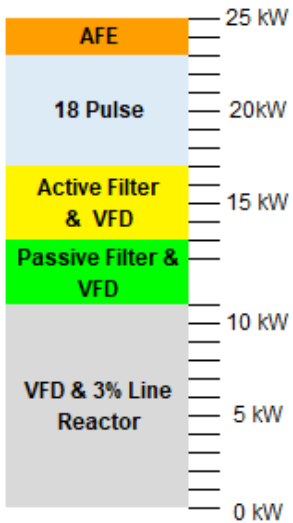 25 kW
AFE
18 Pulse
20kW
Active Filter
& VFD
15 kW
Passive Filter &
VFD
10 kW
VFD & 3% Line
Reactor
5 kW
0 kW